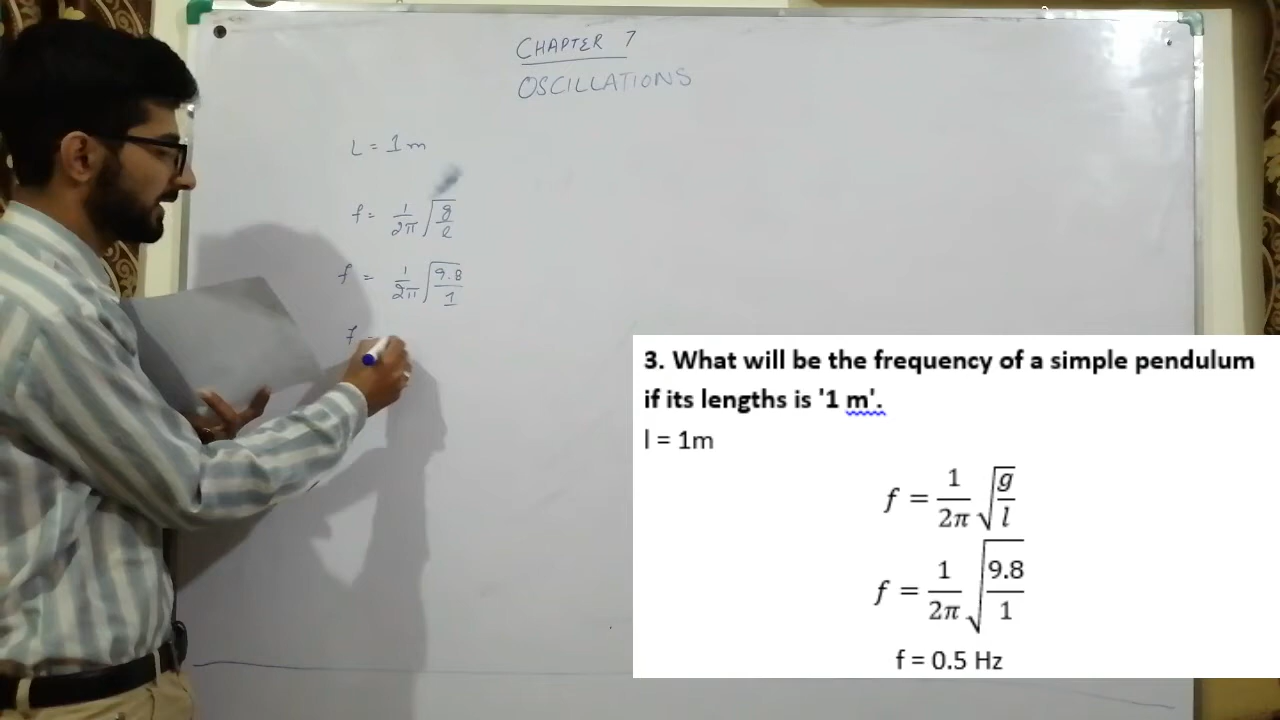 CHAPTER 7
OSCILLATIONS
L = 1 m
f = 1/2π √g/l
f = 1/2π √9.8/1
f =
3. What will be the frequency of a simple pendulum
if its lengths is '1 m'.
l = 1m
f = 1/2π √g/l
f = 1/2π √9.8/1
f = 0.5 Hz